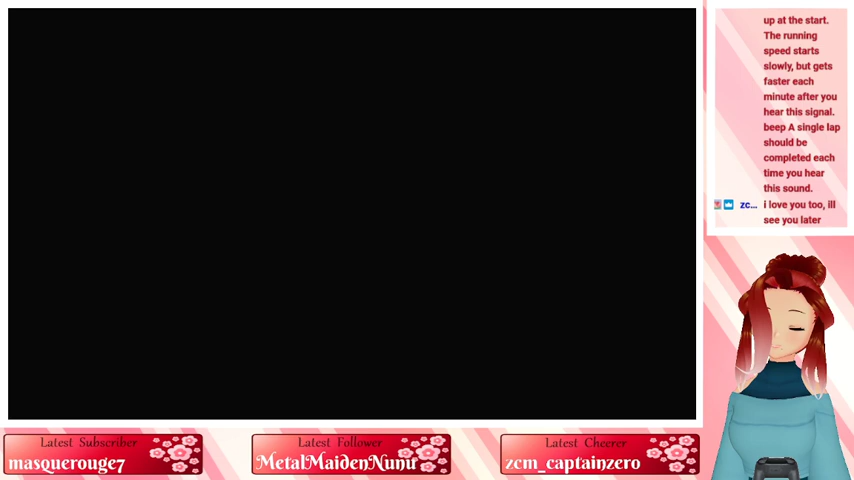 up at the start.
The running
speed starts
slowly, but gets
faster each
minute after you
hear this signal.
beep A single lap
should be
completed each
time you hear
this sound.
zc... i love you too, ill
see you later
Latest Subscriber
masquerouge7
Latest Follower
MetalMaidenNunu
Latest Cheerer
zcm_captainzero